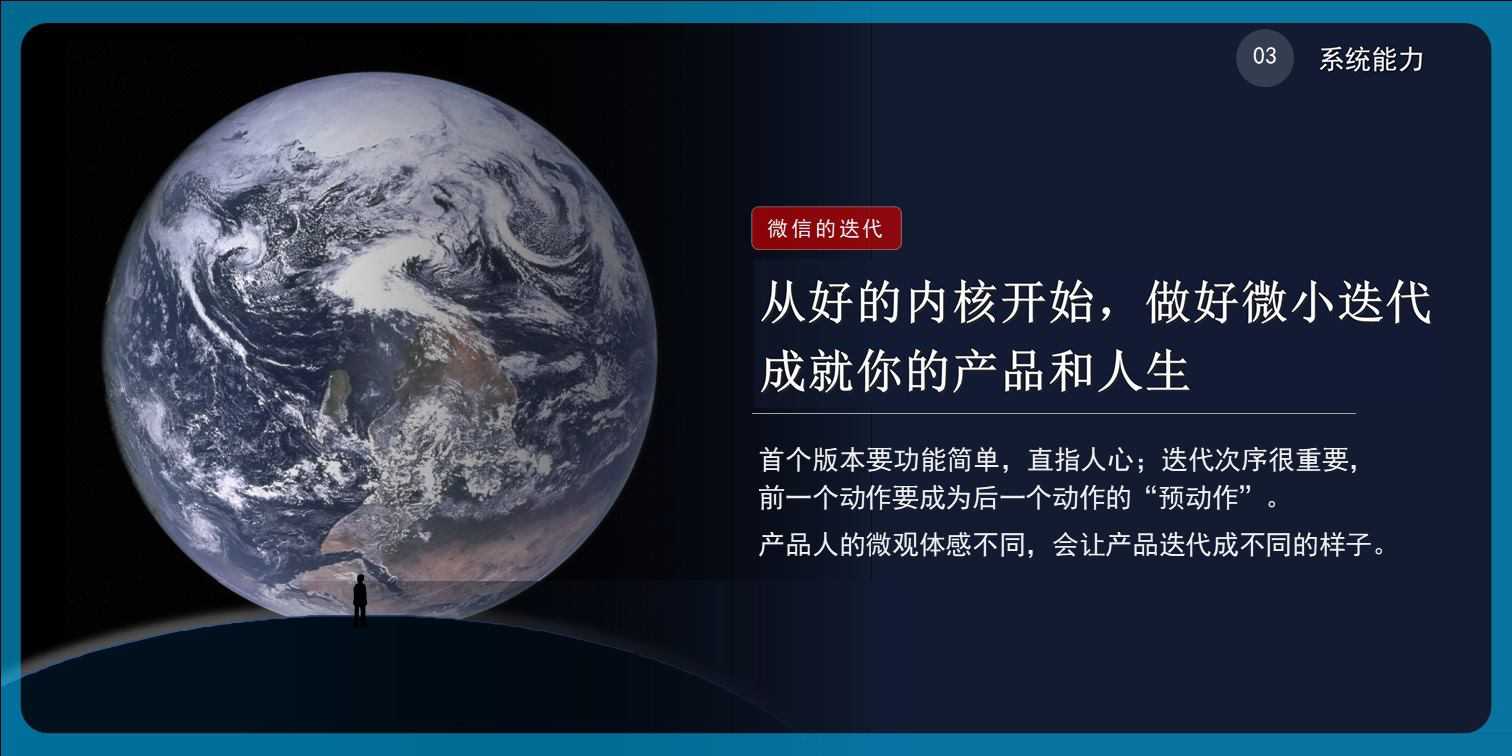 03 系统能力
微信的迭代
从好的内核开始，做好微小迭代
成就你的产品和人生
首个版本要功能简单，直指人心；迭代次序很重要，
前一个动作要成为后一个动作的“预动作”。
产品人的微观体感不同，会让产品迭代成不同的样子。